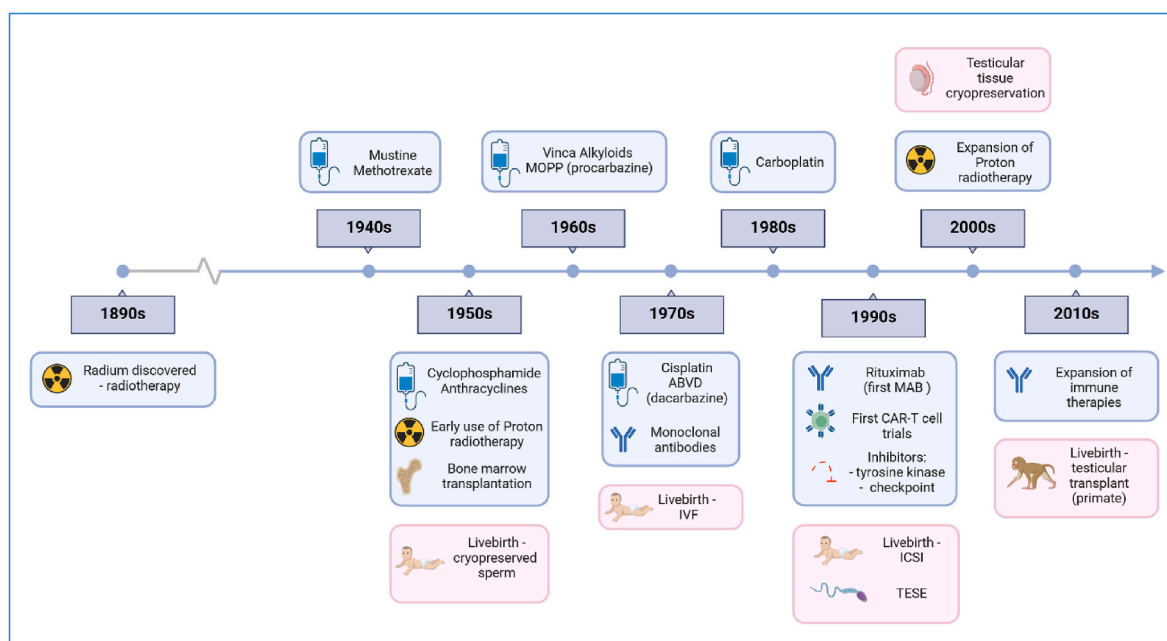 Testicular
tissue
cryopreservation
Mustine
Methotrexate
Vinca Alkyloids
MOPP (procarbazine)
Carboplatin
Expansion of
Proton
radiotherapy
1940s
1960s
1980s
2000s
1890s
1950s
1970s
1990s
2010s
Radium discovered
- radiotherapy
Cyclophosphamide
Anthracyclines
Early use of Proton
radiotherapy
Bone marrow
transplantation
Livebirth -
cryopreserved
sperm
Cisplatin
ABVD
(dacarbazine)
Monoclonal
antibodies
Livebirth -
IVF
Rituximab
(first MAB )
First CAR-T cell
trials
Inhibitors:
- tyrosine kinase
- checkpoint
Livebirth -
ICSI
TESE
Expansion of
immune
therapies
Livebirth -
testicular
transplant
(primate)